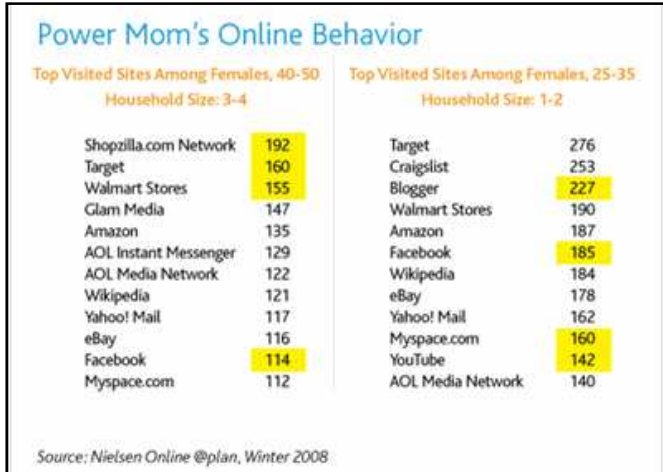 Power Mom's Online Behavior
Top Visited Sites Among Females, 40-50
Household Size: 3-4
Shopzilla.com Network 192
Target 160
Walmart Stores 155
Glam Media 147
Amazon 135
AOL Instant Messenger 129
AOL Media Network 122
Wikipedia 121
Yahoo! Mail 117
eBay 116
Facebook 114
Myspace.com 112
Top Visited Sites Among Females, 25-35
Household Size: 1-2
Target 276
Craigslist 253
Blogger 227
Walmart Stores 190
Amazon 187
Facebook 185
Wikipedia 184
eBay 178
Yahoo! Mail 162
Myspace.com 160
YouTube 142
AOL Media Network 140
Source: Nielsen Online @plan, Winter 2008